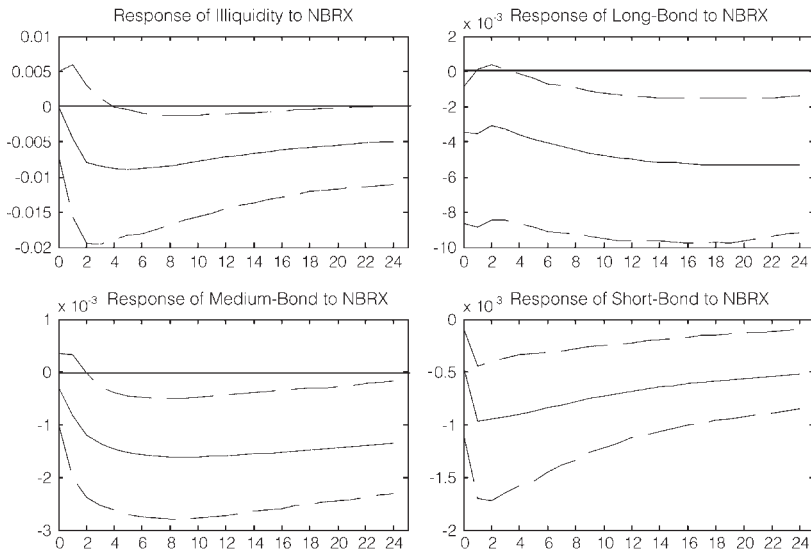 Response of Illiquidity to NBRX
0.01
0.005
0
-0.005
-0.01
-0.015
-0.02
0 2 4 6 8 10 12 14 16 18 20 22 24
x 10-3
Response of Long-Bond to NBRX
2
0
-2
-4
-6
-8
-10
0 2 4 6 8 10 12 14 16 18 20 22 24
x 10-3
Response of Medium-Bond to NBRX
1
0
-1
-2
-3
0 2 4 6 8 10 12 14 16 18 20 22 24
x 10-3
Response of Short-Bond to NBRX
0
-0.5
-1
-1.5
-2
0 2 4 6 8 10 12 14 16 18 20 22 24